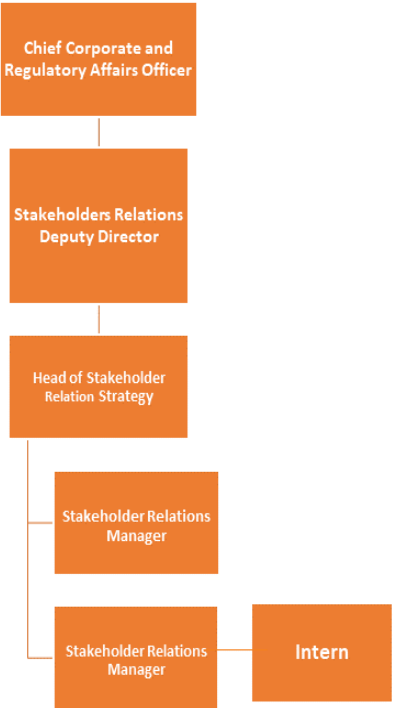 Chief Corporate and
Regulatory Affairs Officer
Stakeholders Relations
Deputy Director
Head of Stakeholder
Relation Strategy
Stakeholder Relations
Manager
Stakeholder Relations
Manager
Intern